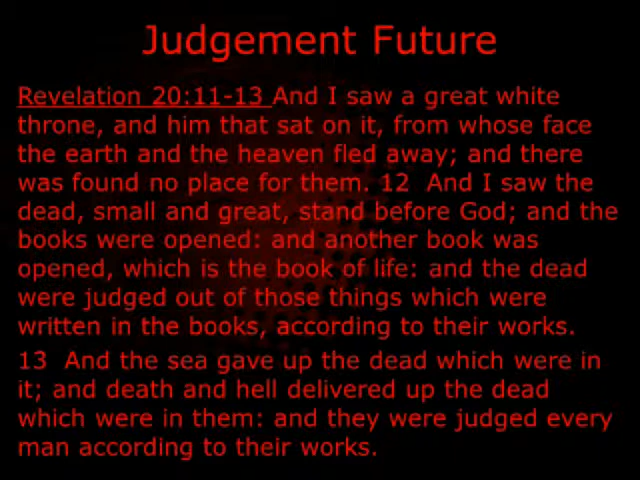 Judgement Future
Revelation 20:11-13 And I saw a great white
throne, and him that sat on it, from whose face
the earth and the heaven fled away; and there
was found no place for them. 12 And I saw the
dead, small and great, stand before God; and the
books were opened: and another book was
opened, which is the book of life: and the dead
were judged out of those things which were
written in the books, according to their works.
13 And the sea gave up the dead which were in
it; and death and hell delivered up the dead
which were in them: and they were judged every
man according to their works.